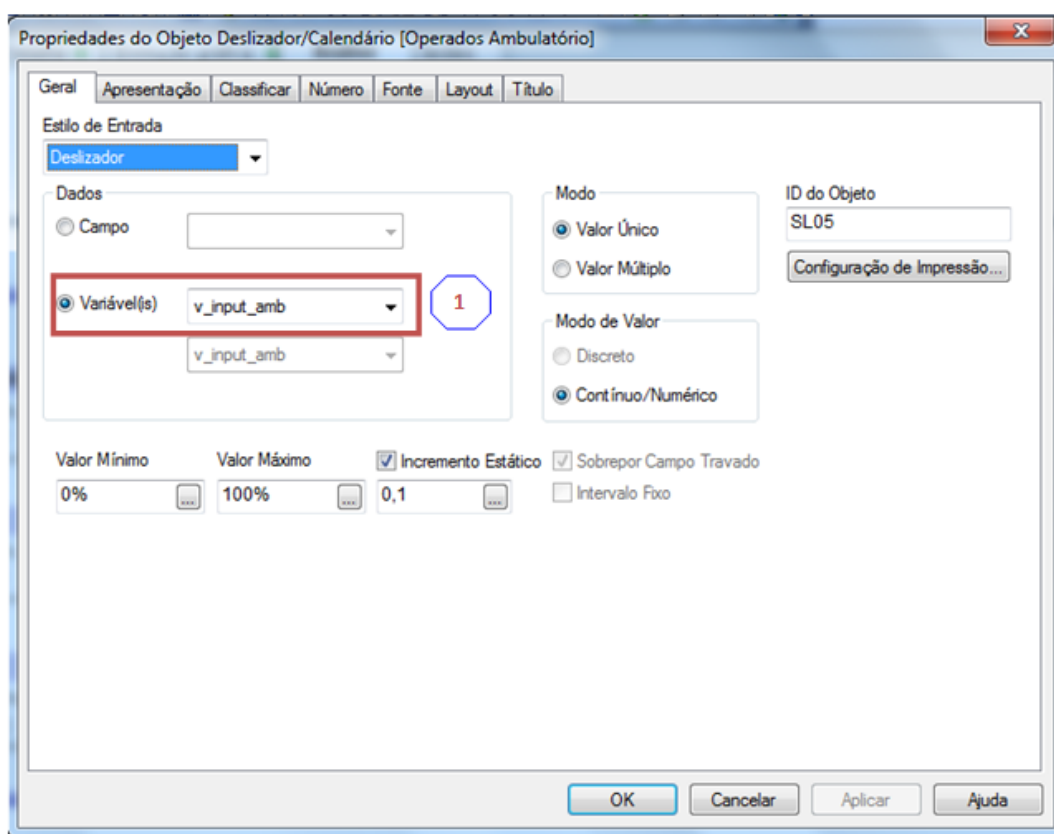 Propriedades do Objeto Deslizador/Calendário [Operados Ambulatório]
Geral Apresentação Classificar Número Fonte Layout Título
Estilo de Entrada
Deslizador
Dados
Campo
Variável(is) v_input_amb
1
v_input_amb
Modo
Valor Único
Valor Múltiplo
Modo de Valor
Discreto
Contínuo/Numérico
ID do Objeto
SL05
Configuração de Impressão...
Valor Mínimo Valor Máximo Incremento Estático Sobrepor Campo Travado
0% ... 100% ... 0,1 ... Intervalo Fixo
OK Cancelar Aplicar Ajuda